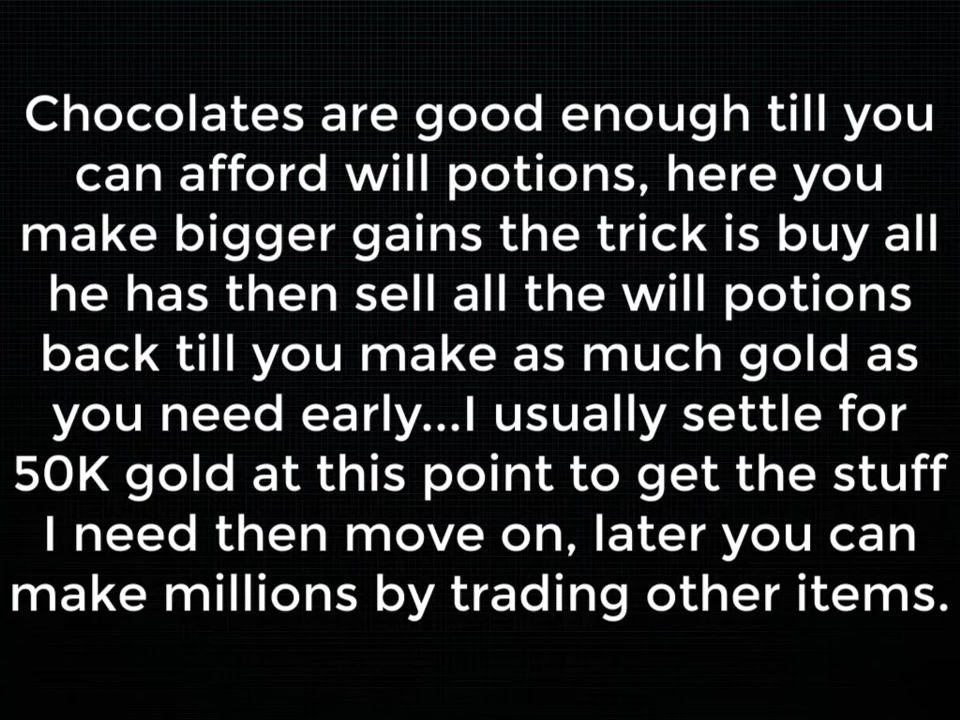 Chocolates are good enough till you
can afford will potions, here you
make bigger gains the trick is buy all
he has then sell all the will potions
back till you make as much gold as
you need early...I usually settle for
50K gold at this point to get the stuff
I need then move on, later you can
make millions by trading other items.